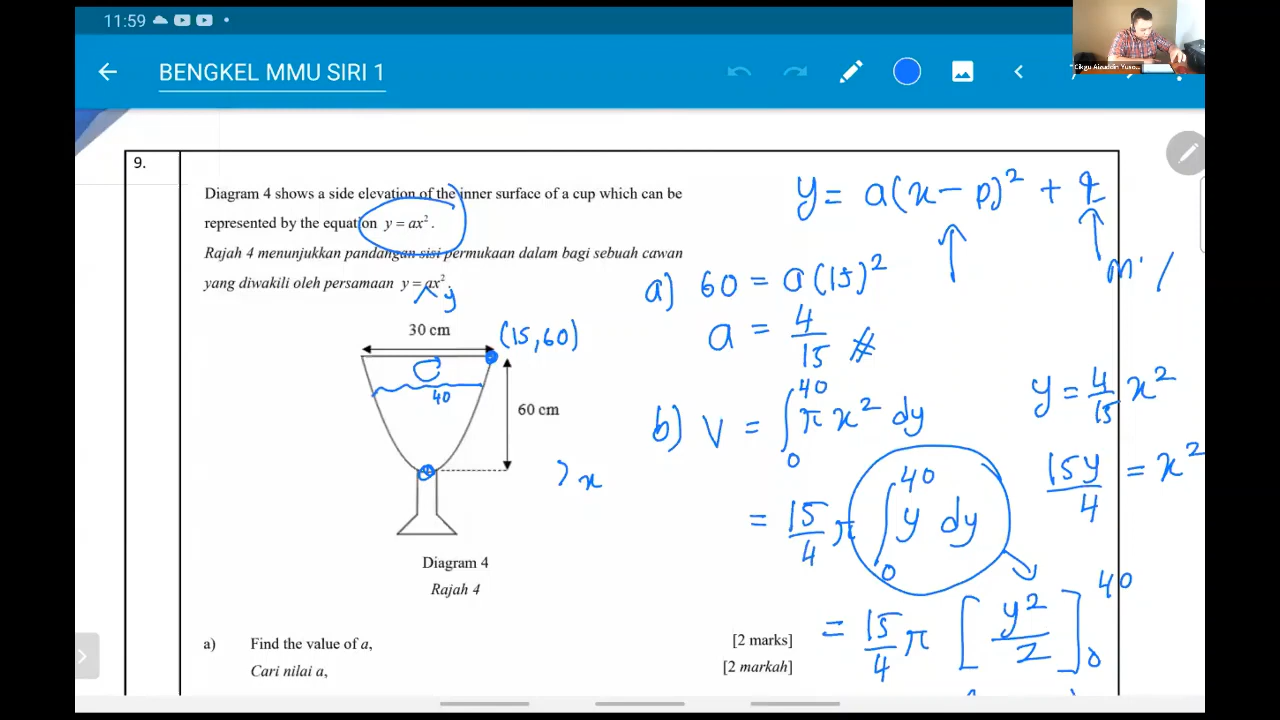 11:59
BENGKEL MMU SIRI 1
9.
Diagram 4 shows a side elevation of the inner surface of a cup which can be
represented by the equation y = ax².
Rajah 4 menunjukkan pandangan sisi permukaan dalam bagi sebuah cawan
yang diwakili oleh persamaan y = ax².
y
30 cm
(15,60)
40
60 cm
x
Diagram 4
Rajah 4
a) Find the value of a,
[2 marks]
Cari nilai a,
[2 markah]
y = a(x - p)² + q
a) 60 = a(15)²
a = 4/15 #
b) V = ∫₀⁴⁰ π x² dy
y = 4/15 x²
15y/4 = x²
= 15/4 π ∫₀⁴⁰ y dy
= 15/4 π [y²/2]₀⁴⁰